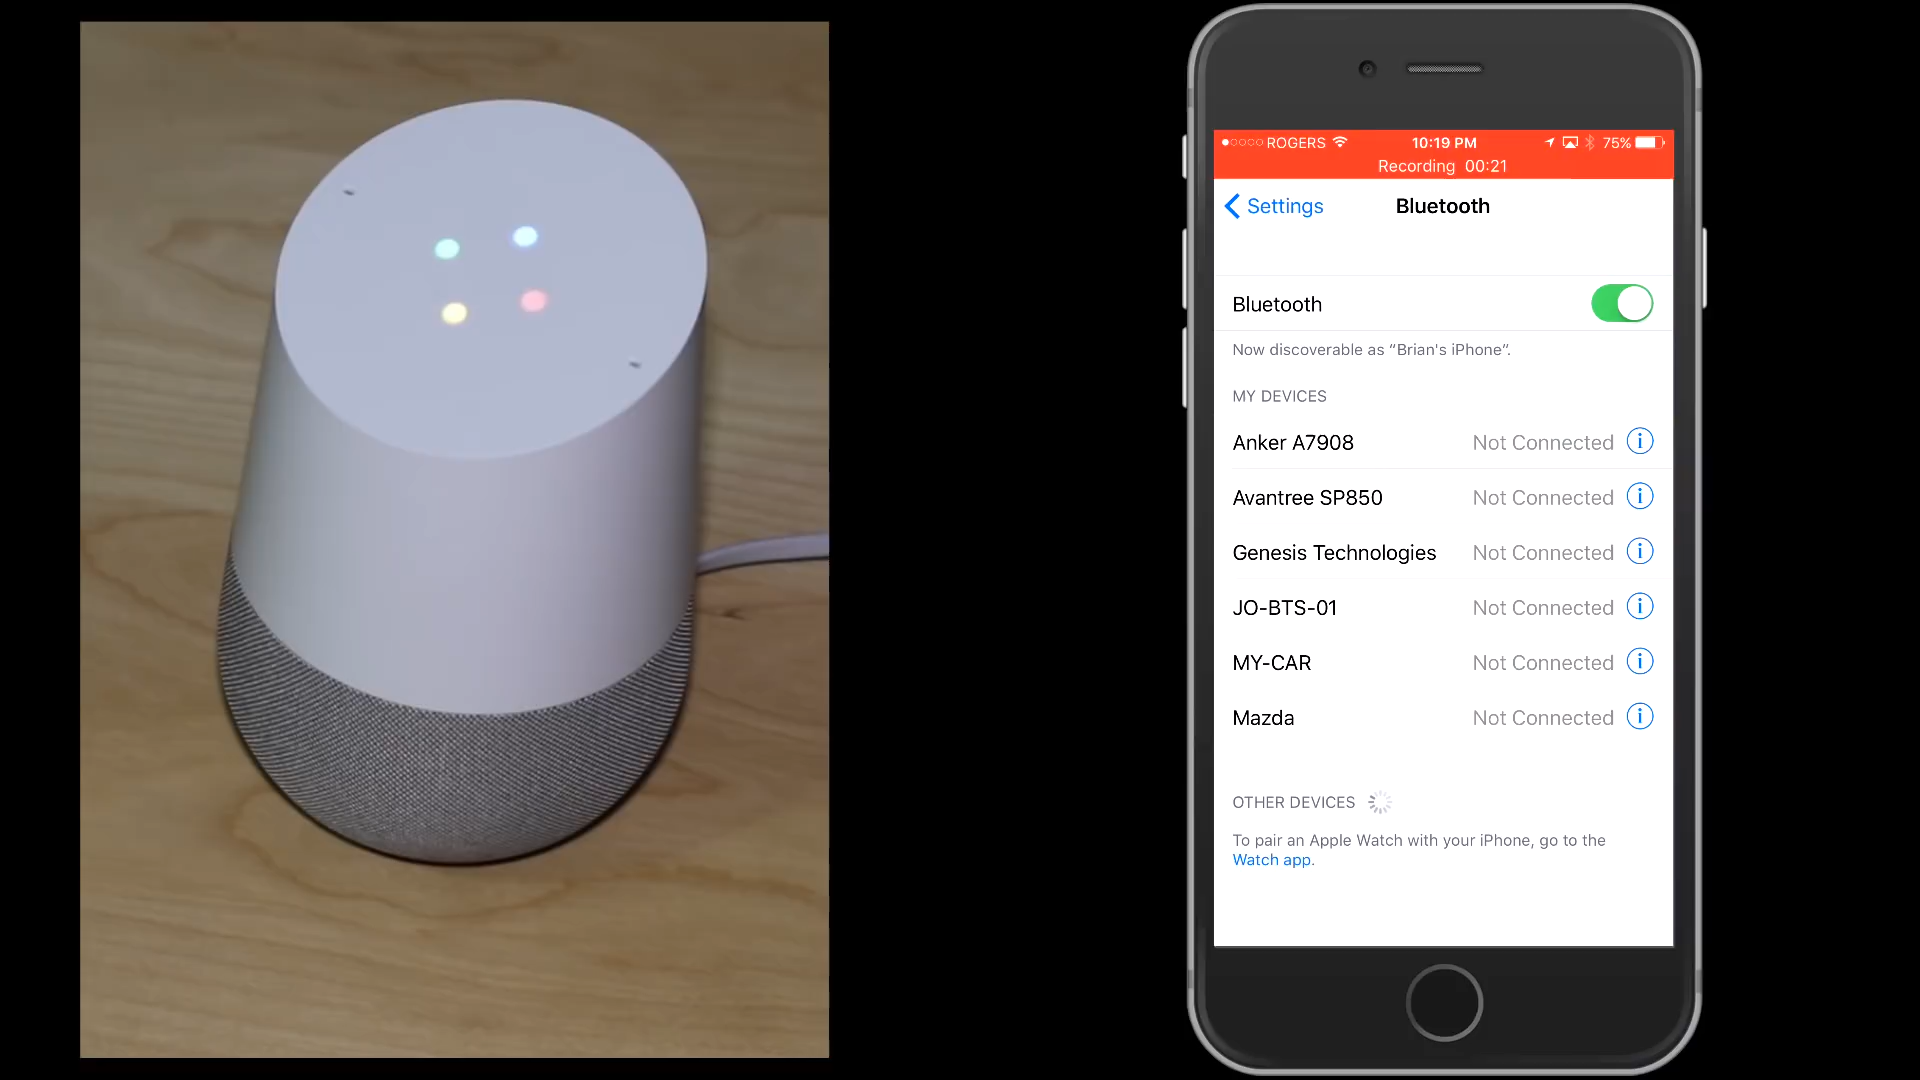 ROGERS 10:19 PM 75%
Recording 00:21
Settings Bluetooth
Bluetooth
Now discoverable as “Brian's iPhone”.
MY DEVICES
Anker A7908 Not Connected
Avantree SP850 Not Connected
Genesis Technologies Not Connected
JO-BTS-01 Not Connected
MY-CAR Not Connected
Mazda Not Connected
OTHER DEVICES
To pair an Apple Watch with your iPhone, go to the
Watch app.